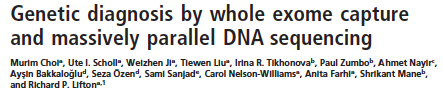 Genetic diagnosis by whole exome capture
and massively parallel DNA sequencing
Murim Choiᵃ, Ute I. Schollᵃ, Weizhen Jiᵃ, Tiewen Liuᵃ, Irina R. Tikhonovaᵇ, Paul Zumboᵇ, Ahmet Nayirᶜ,
Ayşin Bakkaloğluᵈ, Seza Özenᵈ, Sami Sanjadᵉ, Carol Nelson-Williamsᵃ, Anita Farhiᵃ, Shrikant Maneᵇ,
and Richard P. Liftonᵃ,¹